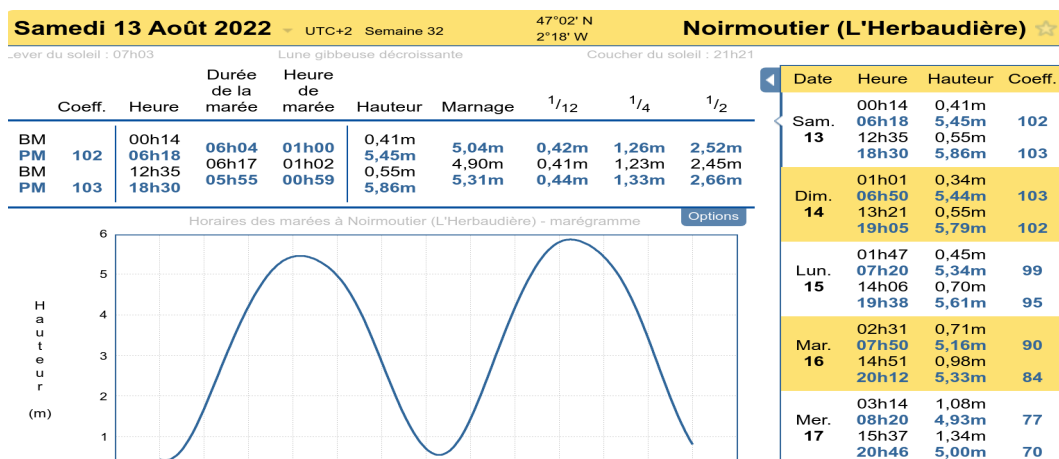 Samedi 13 Août 2022 UTC+2 Semaine 32 47°02' N 2°18' W Noirmoutier (L'Herbaudière)
Lever du soleil : 07h03 Lune gibbeuse décroissante Coucher du soleil : 21h21
Coeff. Heure Durée de la marée Heure de marée Hauteur Marnage 1/12 1/4 1/2
BM 00h14 0,41m
PM 102 06h18 06h04 01h00 5,45m 5,04m 0,42m 1,26m 2,52m
BM 12h35 06h17 01h02 0,55m 4,90m 0,41m 1,23m 2,45m
PM 103 18h30 05h55 00h59 5,86m 5,31m 0,44m 1,33m 2,66m
Horaires des marées à Noirmoutier (L'Herbaudière) - marégramme
Options
6
5
4
3
2
1
Hauteur
(m)
Date Heure Hauteur Coeff.
Sam. 13
00h14 0,41m
06h18 5,45m 102
12h35 0,55m
18h30 5,86m 103
Dim. 14
01h01 0,34m
06h50 5,44m 103
13h21 0,55m
19h05 5,79m 102
Lun. 15
01h47 0,45m
07h20 5,34m 99
14h06 0,70m
19h38 5,61m 95
Mar. 16
02h31 0,71m
07h50 5,16m 90
14h51 0,98m
20h12 5,33m 84
Mer. 17
03h14 1,08m
08h20 4,93m 77
15h37 1,34m
20h46 5,00m 70